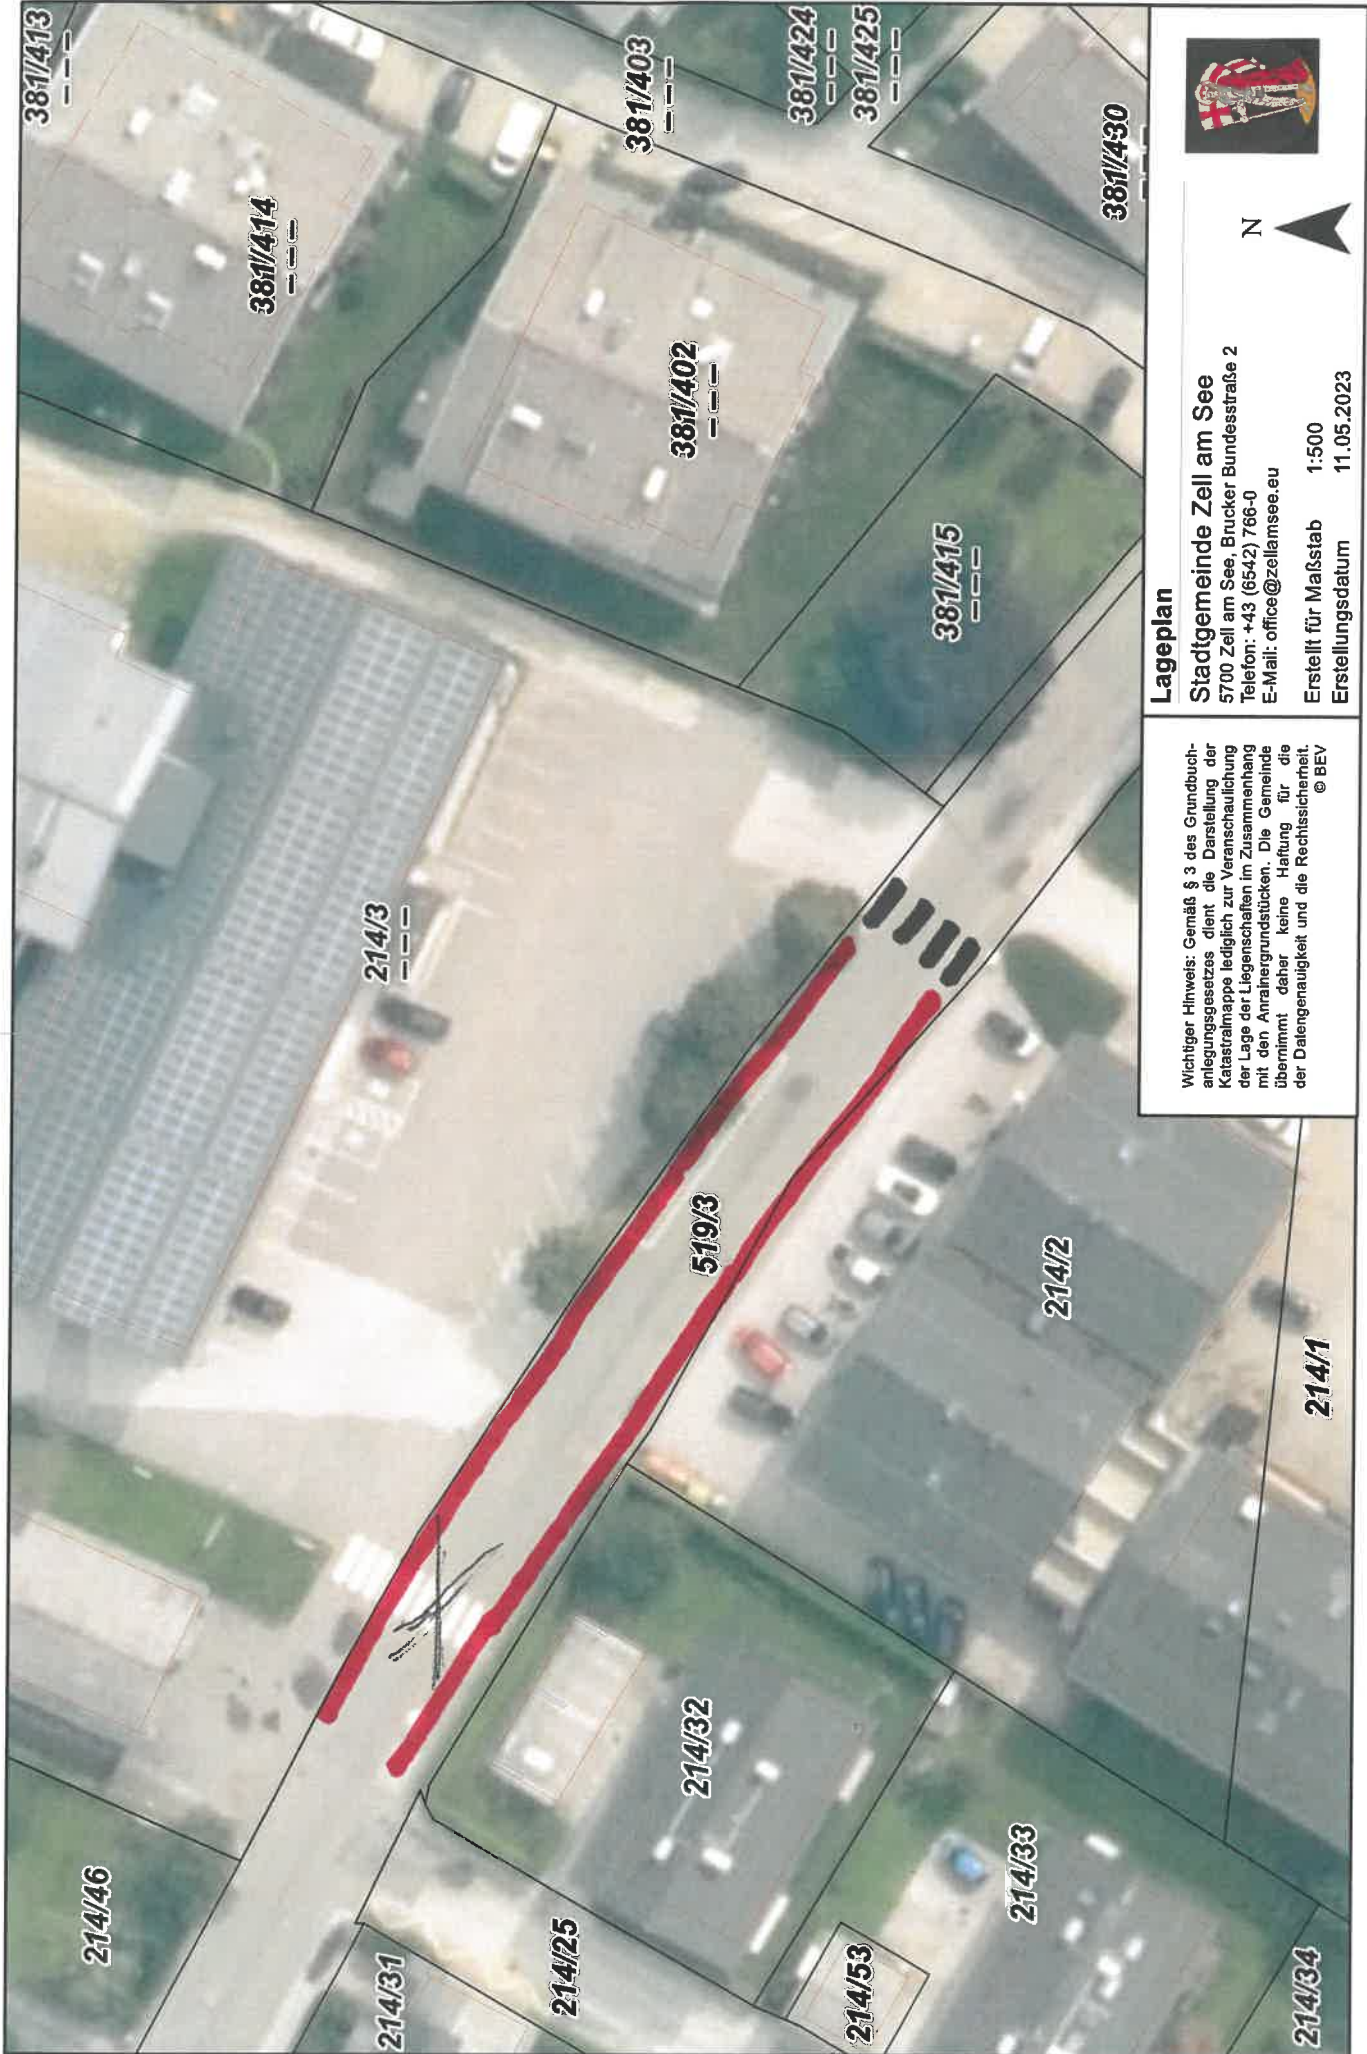 381/413
381/414
381/403
381/424
381/425
381/430
381/402
381/415
214/3
519/3
214/2
214/1
214/32
214/33
214/46
214/31
214/25
214/53
214/34
Wichtiger Hinweis: Gemäß § 3 des Grundbuch-
anlegungsgesetzes dient die Darstellung der
Katastralmappe lediglich zur Veranschaulichung
der Lage der Liegenschaften im Zusammenhang
mit den Anrainergrundstücken. Die Gemeinde
übernimmt daher keine Haftung für die
der Datengenauigkeit und die Rechtssicherheit.
© BEV
Lageplan
Stadtgemeinde Zell am See
5700 Zell am See, Brucker Bundesstraße 2
Telefon: +43 (6542) 766-0
E-Mail: office@zellamsee.eu
Erstellt für Maßstab 1:500
Erstellungsdatum 11.05.2023
N